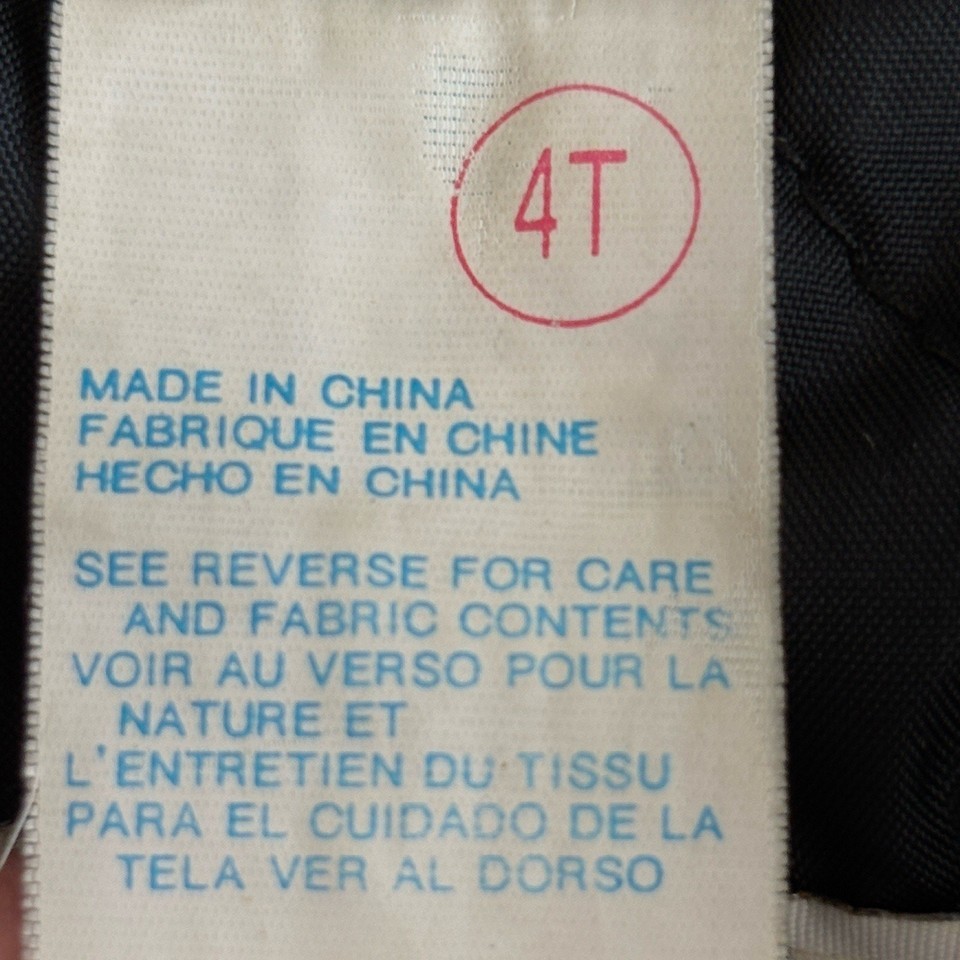 4T
MADE IN CHINA
FABRIQUE EN CHINE
HECHO EN CHINA
SEE REVERSE FOR CARE
AND FABRIC CONTENTS
VOIR AU VERSO POUR LA
NATURE ET
L'ENTRETIEN DU TISSU
PARA EL CUIDADO DE LA
TELA VER AL DORSO